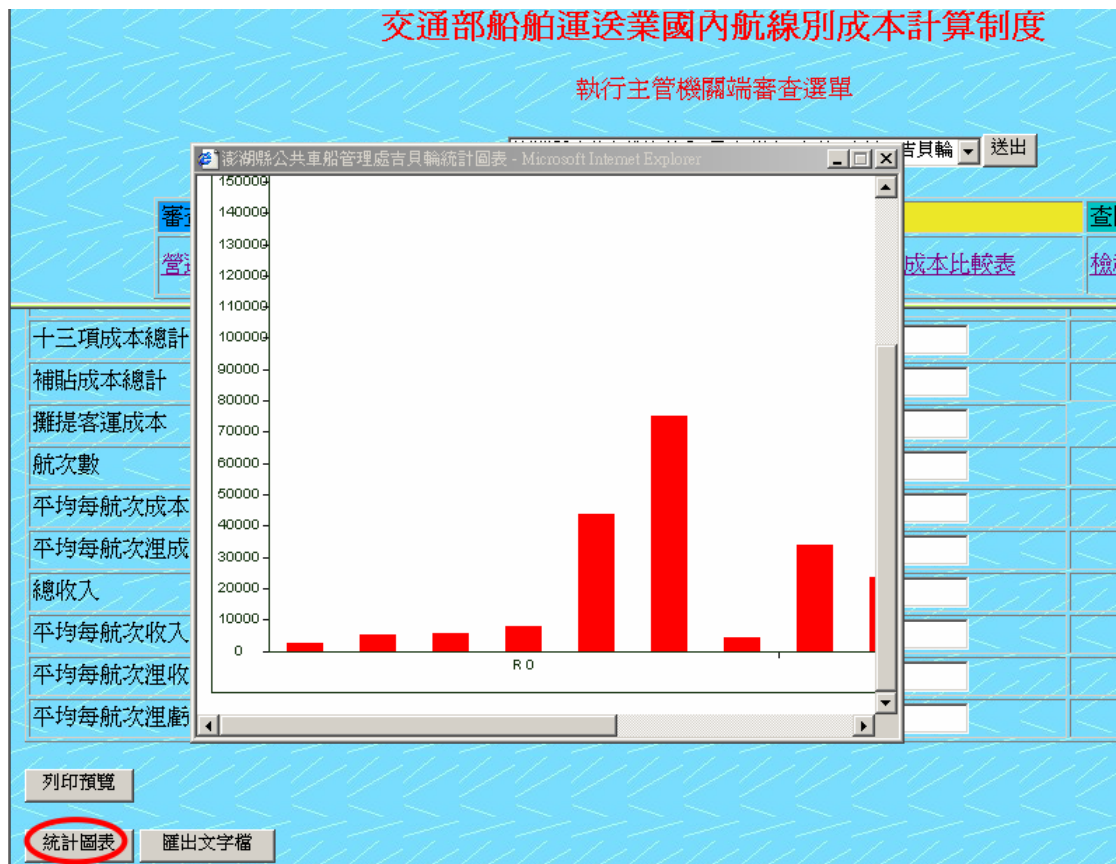 交通部船舶運送業國內航線別成本計算制度
執行主管機關端審查選單
吉貝輪 送出
澎湖縣公共車船管理處吉貝輪統計圖表 - Microsoft Internet Explorer
審
查
營
成本比較表
檢
150000
140000
130000
120000
110000
100000
90000
80000
70000
60000
50000
40000
30000
20000
10000
0
R 0
十三項成本總計
補貼成本總計
攤提客運成本
航次數
平均每航次成本
平均每航次浬成
總收入
平均每航次收入
平均每航次浬收
平均每航次浬虧
列印預覽
統計圖表 匯出文字檔